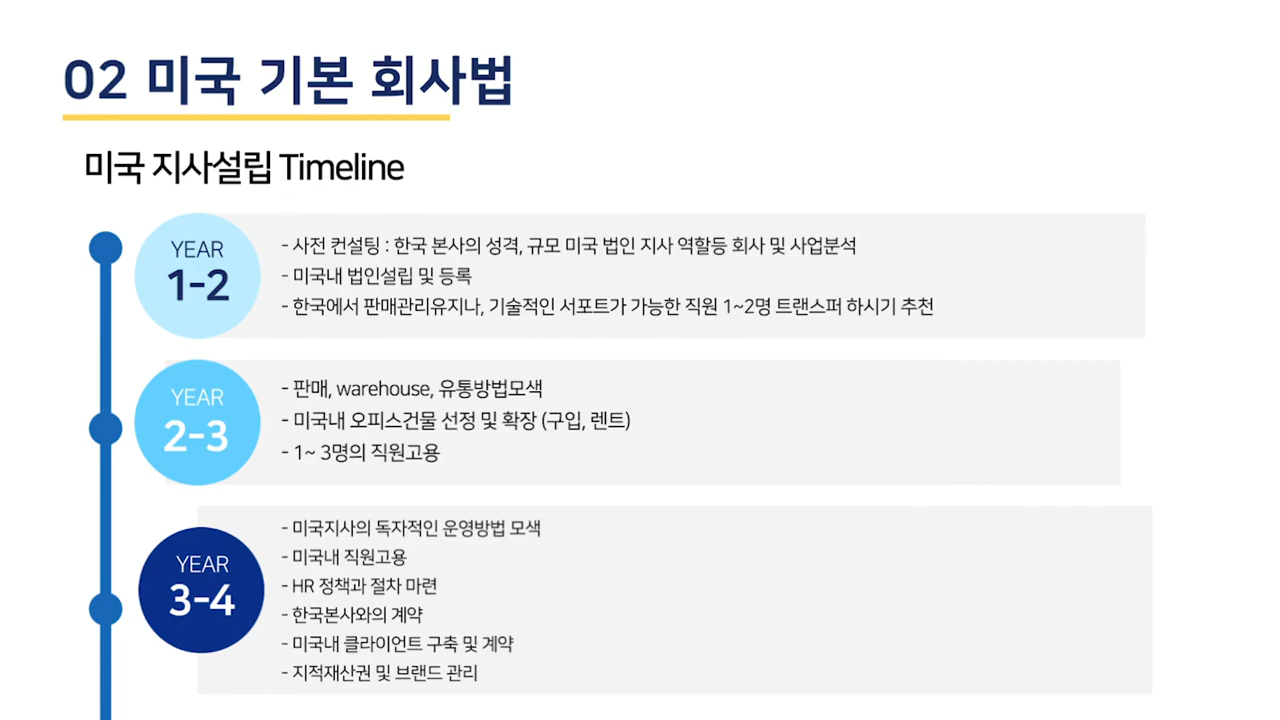 02 미국 기본 회사법
미국 지사설립 Timeline
YEAR
1-2
- 사전 컨설팅 : 한국 본사의 성격, 규모 미국 법인 지사 역할등 회사 및 사업분석
- 미국내 법인설립 및 등록
- 한국에서 판매관리유지나, 기술적인 서포트가 가능한 직원 1~2명 트랜스퍼 하시기 추천
YEAR
2-3
- 판매, warehouse, 유통방법모색
- 미국내 오피스건물 선정 및 확장 (구입, 렌트)
- 1~ 3명의 직원고용
YEAR
3-4
- 미국지사의 독자적인 운영방법 모색
- 미국내 직원고용
- HR 정책과 절차 마련
- 한국본사와의 계약
- 미국내 클라이언트 구축 및 계약
- 지적재산권 및 브랜드 관리